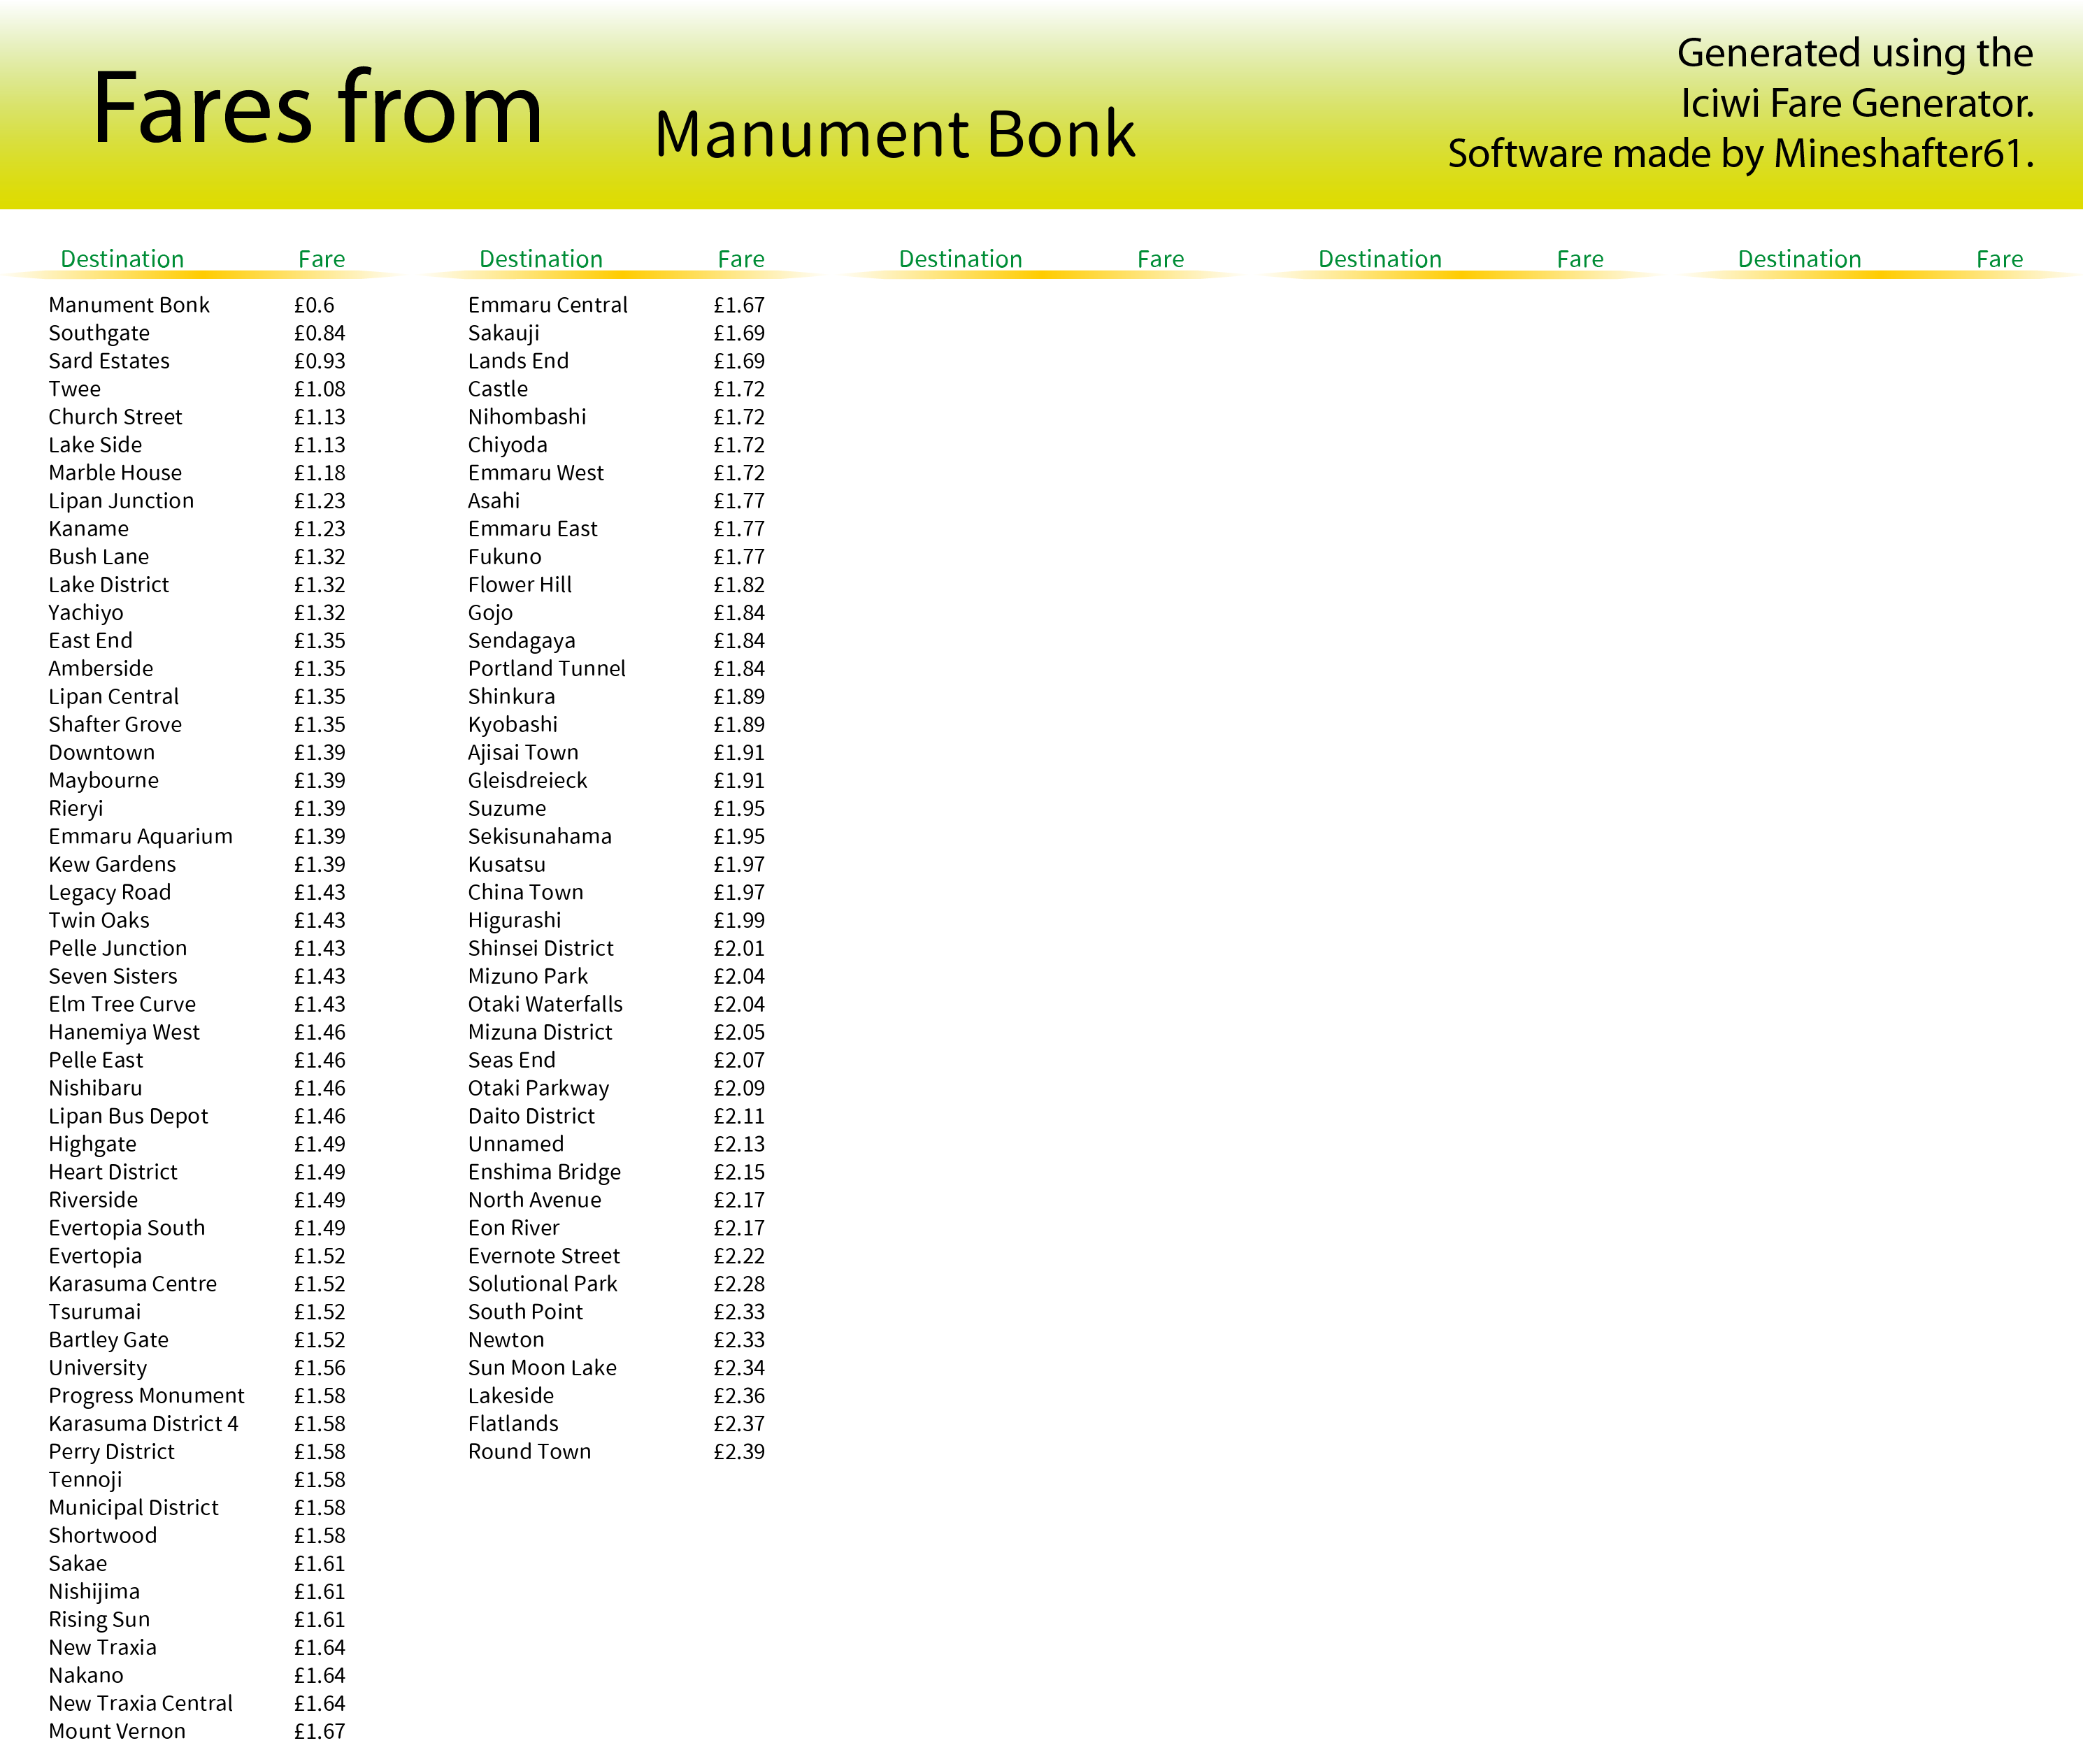 Fares from
Manument Bonk
Generated using the
Iciwi Fare Generator.
Software made by Mineshafter61.
Destination Fare Destination Fare Destination Fare Destination Fare Destination Fare
Manument Bonk £0.6
Southgate £0.84
Sard Estates £0.93
Twee £1.08
Church Street £1.13
Lake Side £1.13
Marble House £1.18
Lipan Junction £1.23
Kaname £1.23
Bush Lane £1.32
Lake District £1.32
Yachiyo £1.32
East End £1.35
Amberside £1.35
Lipan Central £1.35
Shafter Grove £1.35
Downtown £1.39
Maybourne £1.39
Rieryi £1.39
Emmaru Aquarium £1.39
Kew Gardens £1.39
Legacy Road £1.43
Twin Oaks £1.43
Pelle Junction £1.43
Seven Sisters £1.43
Elm Tree Curve £1.43
Hanemiya West £1.46
Pelle East £1.46
Nishibaru £1.46
Lipan Bus Depot £1.46
Highgate £1.49
Heart District £1.49
Riverside £1.49
Evertopia South £1.49
Evertopia £1.52
Karasuma Centre £1.52
Tsurumai £1.52
Bartley Gate £1.52
University £1.56
Progress Monument £1.58
Karasuma District 4 £1.58
Perry District £1.58
Tennoji £1.58
Municipal District £1.58
Shortwood £1.58
Sakae £1.61
Nishijima £1.61
Rising Sun £1.61
New Traxia £1.64
Nakano £1.64
New Traxia Central £1.64
Mount Vernon £1.67
Emmaru Central £1.67
Sakauji £1.69
Lands End £1.69
Castle £1.72
Nihombashi £1.72
Chiyoda £1.72
Emmaru West £1.72
Asahi £1.77
Emmaru East £1.77
Fukuno £1.77
Flower Hill £1.82
Gojo £1.84
Sendagaya £1.84
Portland Tunnel £1.84
Shinkura £1.89
Kyobashi £1.89
Ajisai Town £1.91
Gleisdreieck £1.91
Suzume £1.95
Sekisunahama £1.95
Kusatsu £1.97
China Town £1.97
Higurashi £1.99
Shinsei District £2.01
Mizuno Park £2.04
Otaki Waterfalls £2.04
Mizuna District £2.05
Seas End £2.07
Otaki Parkway £2.09
Daito District £2.11
Unnamed £2.13
Enshima Bridge £2.15
North Avenue £2.17
Eon River £2.17
Evernote Street £2.22
Solutional Park £2.28
South Point £2.33
Newton £2.33
Sun Moon Lake £2.34
Lakeside £2.36
Flatlands £2.37
Round Town £2.39